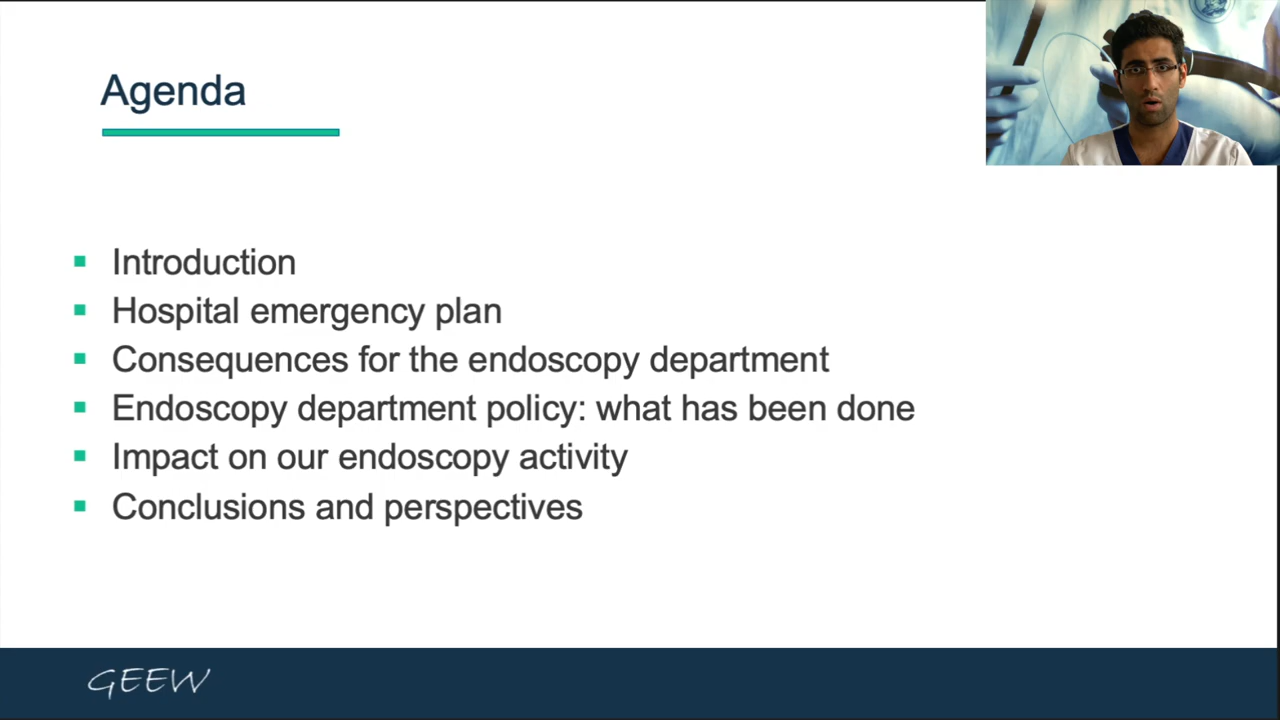 Agenda
Introduction
Hospital emergency plan
Consequences for the endoscopy department
Endoscopy department policy: what has been done
Impact on our endoscopy activity
Conclusions and perspectives
GEEW